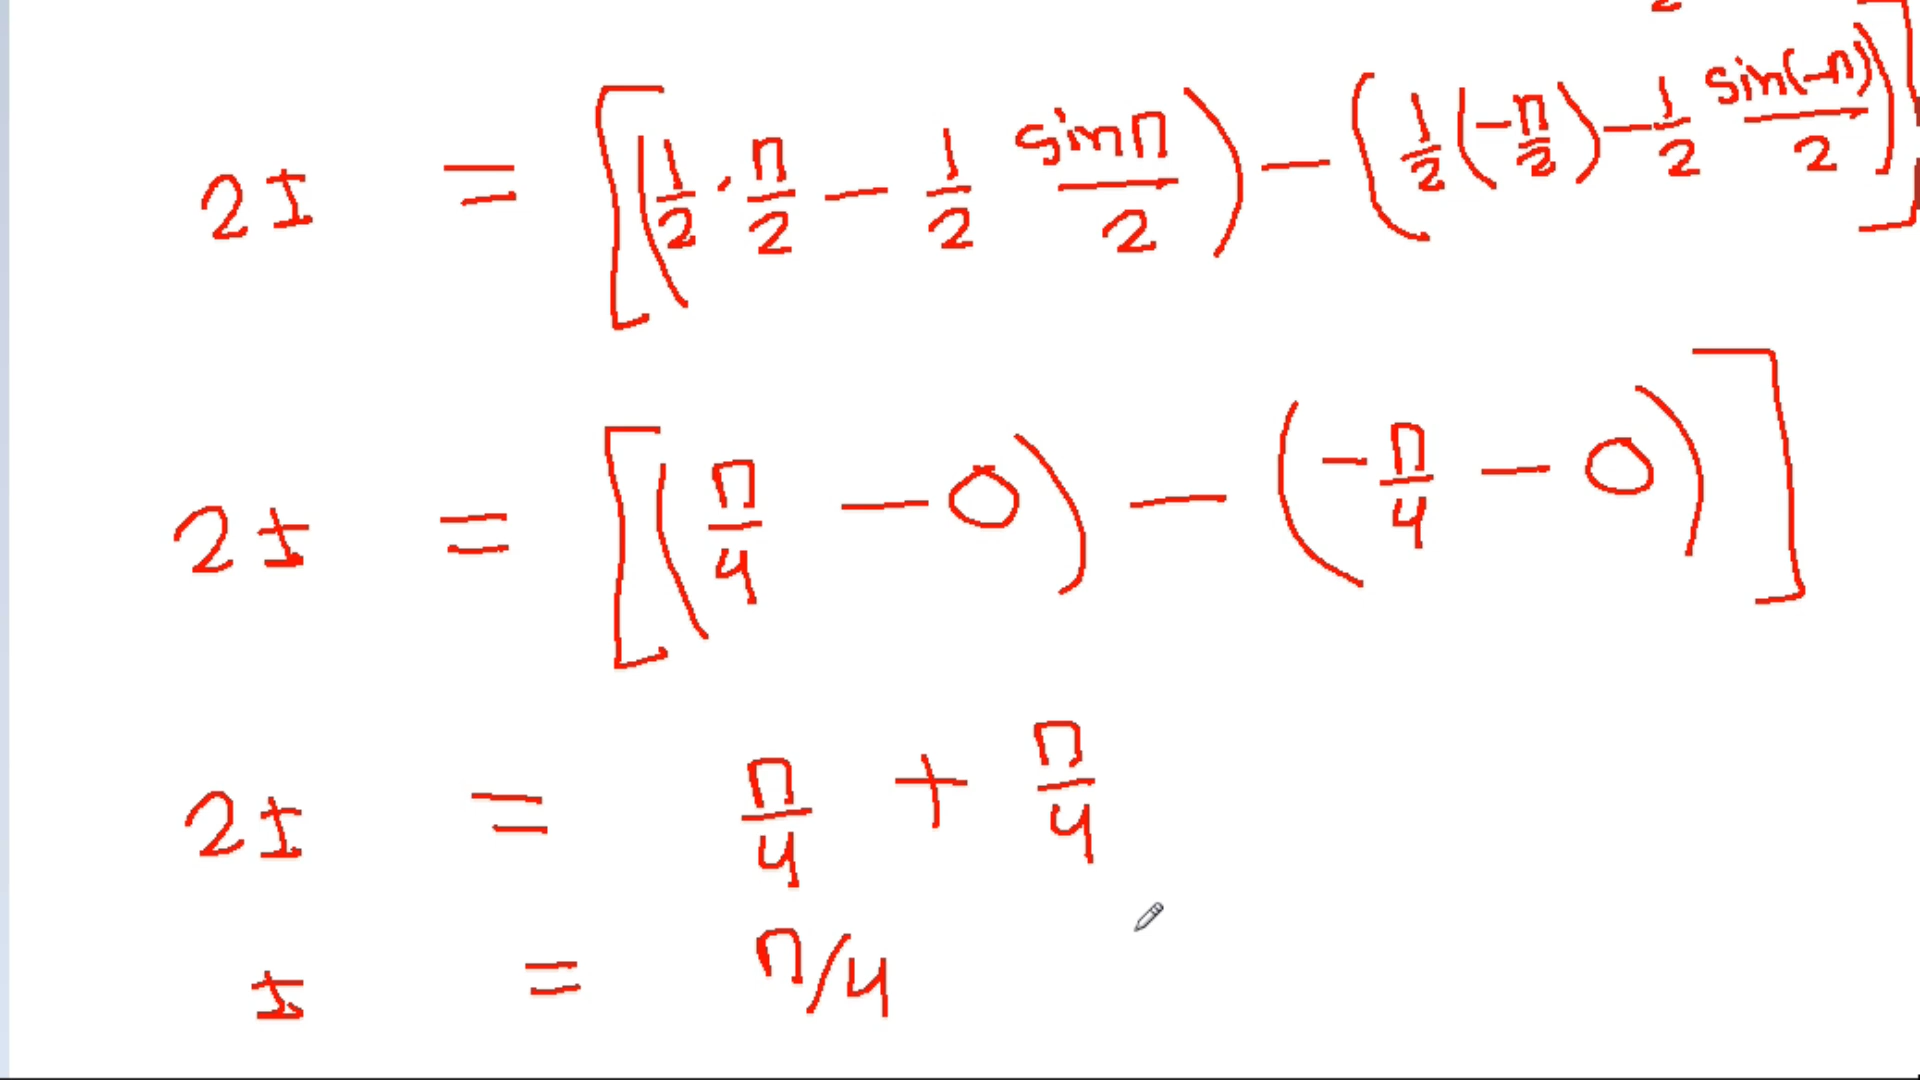 2I = [(1/2 · π/2 − 1/2 sinπ/2) − (1/2(−π/2) − 1/2 sin(−π)/2)]
2I = [(π/4 − 0) − (−π/4 − 0)]
2I = π/4 + π/4
I = π/4